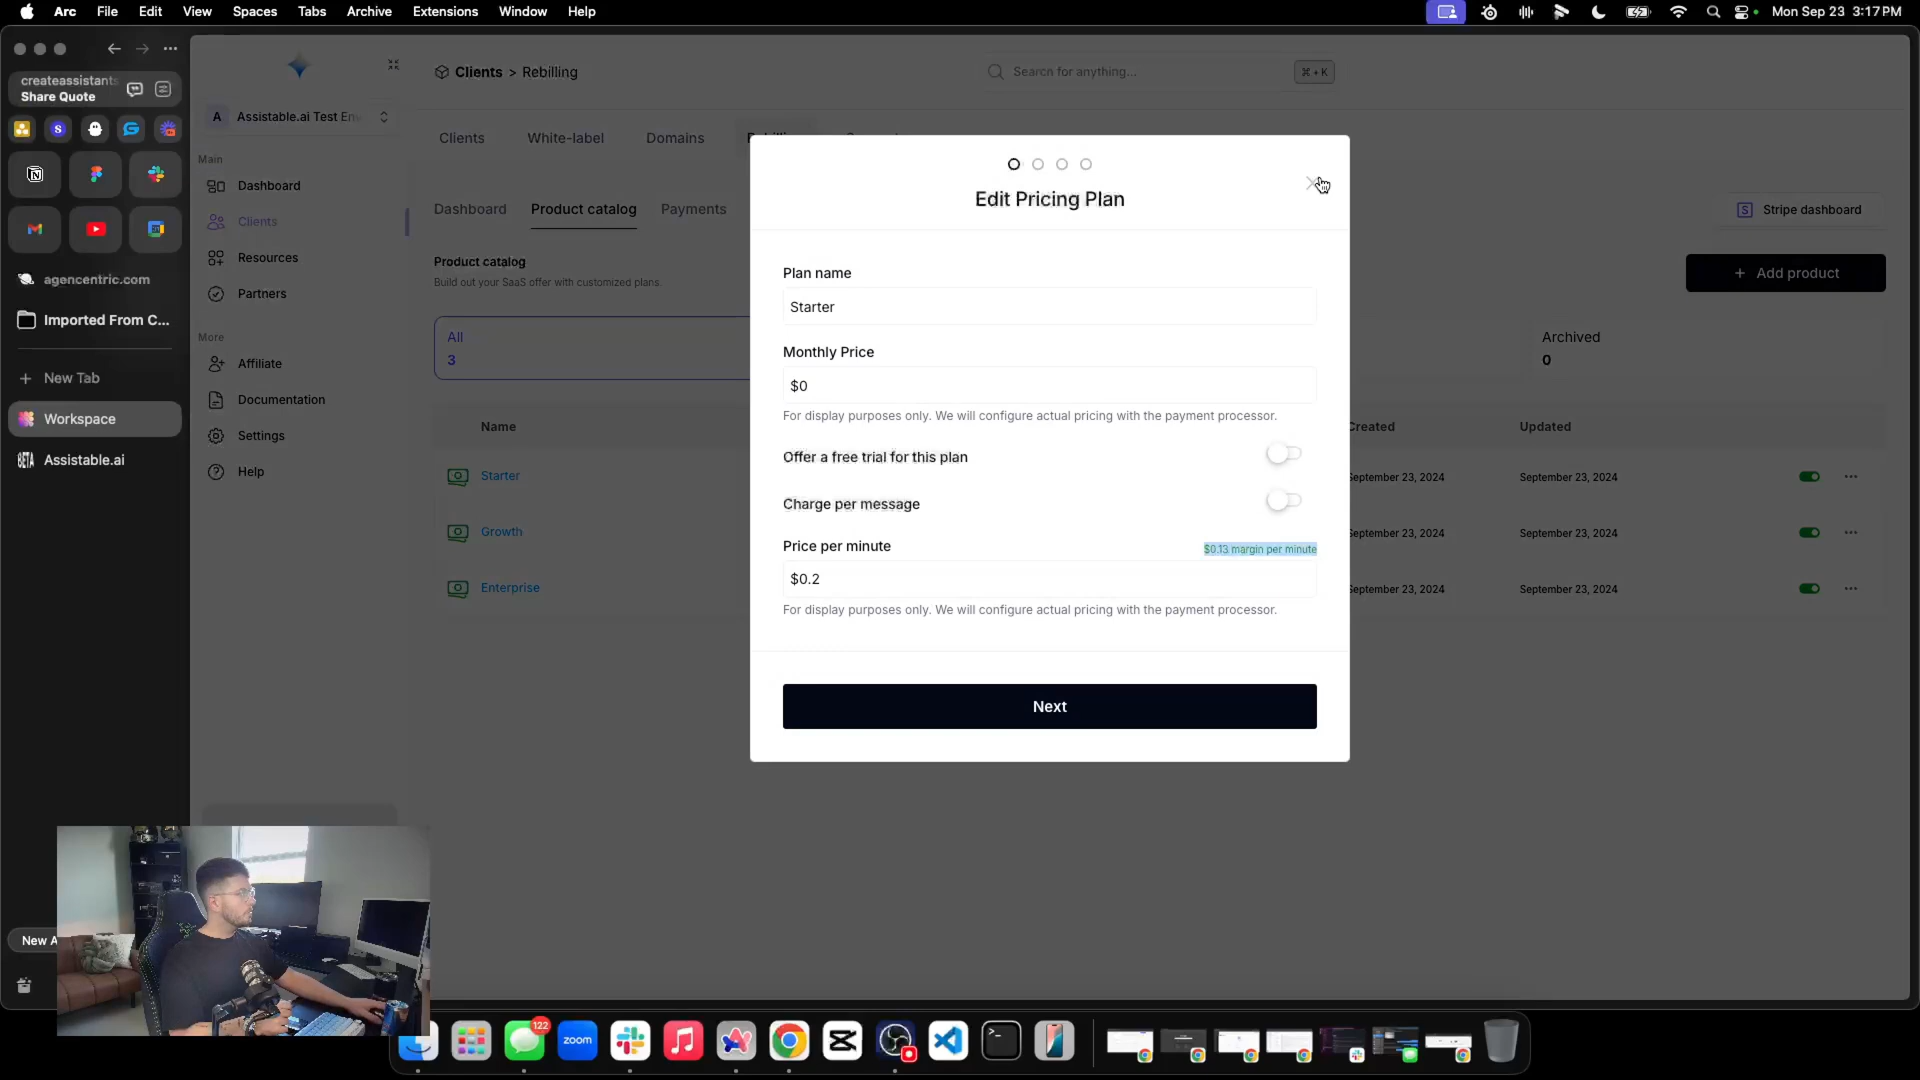 Arc File Edit View Spaces Tabs Archive Extensions Window Help
Mon Sep 23 3:17 PM
createassistants
Share Quote
agencentric.com
Imported From C...
New Tab
Workspace
Assistable.ai
A Assistable.ai Test En
Main
Dashboard
Clients
Resources
Partners
More
Affiliate
Documentation
Settings
Help
Clients > Rebilling
Search for anything...
⌘ + K
Clients White-label Domains
Dashboard Product catalog Payments
Stripe dashboard
Product catalog
Build out your SaaS offer with customized plans.
+ Add product
All
3
Archived
0
Name
Created Updated
Starter
September 23, 2024 September 23, 2024
Growth
September 23, 2024 September 23, 2024
Enterprise
September 23, 2024 September 23, 2024
Edit Pricing Plan
Plan name
Starter
Monthly Price
$0
For display purposes only. We will configure actual pricing with the payment processor.
Offer a free trial for this plan
Charge per message
Price per minute
$0.13 margin per minute
$0.2
For display purposes only. We will configure actual pricing with the payment processor.
Next
New A
122
zoom